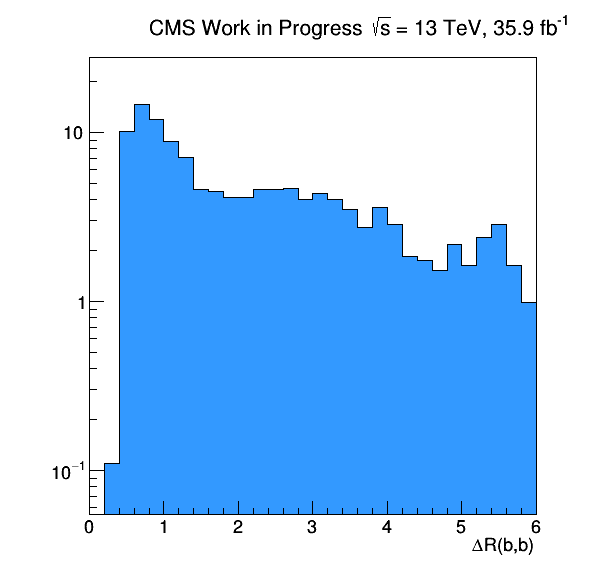 CMS Work in Progress √s = 13 TeV, 35.9 fb⁻¹
10
1
10⁻¹
0 1 2 3 4 5 6
ΔR(b,b)